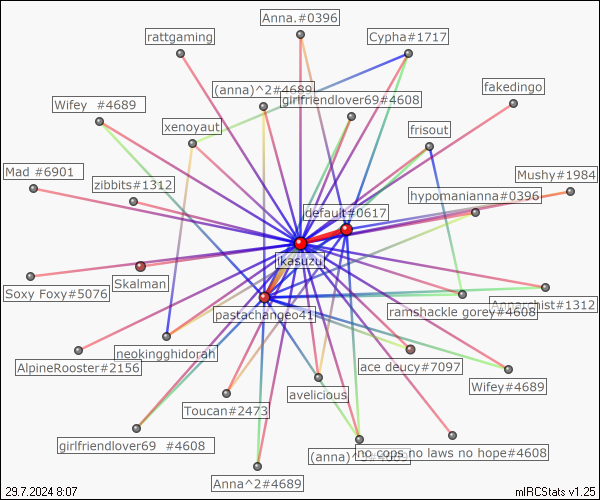 Anna.#0396
rattgaming
Cypha#1717
(anna)^2#4689
girlfriendlover69#4608
fakedingo
Wifey #4689
xenoyaut
frisout
Mad #6901
zibbits#1312
Mushy#1984
hypomanianna#0396
default#0617
ikasuzu
Skalman
Soxy Foxy#5076
Annarchist#1312
ramshackle gorey#4608
pastachangeo41
neokingghidorah
AlpineRooster#2156
ace deucy#7097
Wifey#4689
avelicious
Toucan#2473
girlfriendlover69 #4608
no cops no laws no hope#4608
(anna)^
Anna^2#4689
29.7.2024 8:07
mIRCStats v1.25